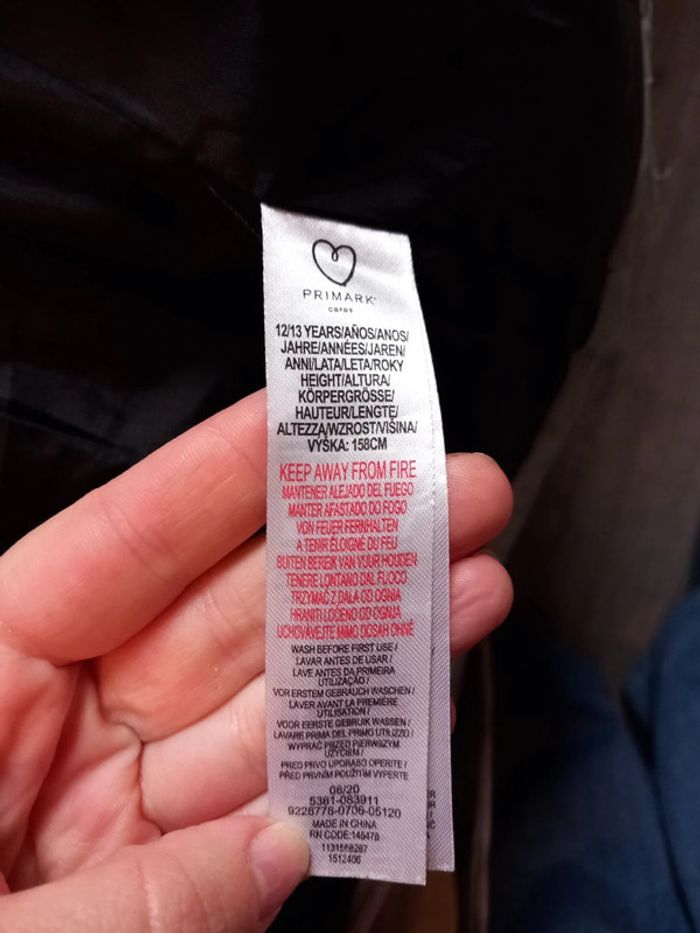 PRIMARK
cares
12/13 YEARS/AÑOS/ANOS/
JAHRE/ANNÉES/JAREN/
ANNI/LATA/LETA/ROKY
HEIGHT/ALTURA/
KÖRPERGRÖSSE/
HAUTEUR/LENGTE/
ALTEZZA/WZROST/VIŠINA/
VÝŠKA: 158CM
KEEP AWAY FROM FIRE
MANTENER ALEJADO DEL FUEGO
MANTER AFASTADO DO FOGO
VON FEUER FERNHALTEN
A TENIR ÉLOIGNÉ DU FEU
BUITEN BEREIK VAN VUUR HOUDEN
TENERE LONTANO DAL FUOCO
TRZYMAĆ Z DALA OD OGNIA
HRANITI LOČENO OD OGNJA
UCHOVÁVEJTE MIMO DOSAH OHNĚ
WASH BEFORE FIRST USE /
LAVAR ANTES DE USAR /
LAVE ANTES DA PRIMEIRA
UTILIZAÇÃO /
VOR ERSTEM GEBRAUCH WASCHEN /
LAVER AVANT LA PREMIÈRE
UTILISATION /
VOOR EERSTE GEBRUIK WASSEN /
LAVARE PRIMA DEL PRIMO UTILIZZO /
WYPRAĆ PRZED PIERWSZYM
UŻYCIEM /
PRED PRVO UPORABO OPERITE /
PŘED PRVNÍM POUŽITÍM VYPERTE
08/20
5361-083911
9228778-0706-05120
MADE IN CHINA
RN CODE:145478
1512406